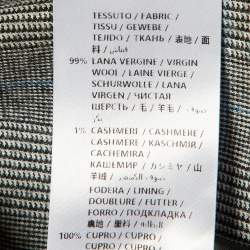 TESSUTO / FABRIC /
TISSU / GEWEBE /
TEJIDO / ТКАНЬ / 表地 / 面
料 / قماش
99% LANA VERGINE / VIRGIN
WOOL / LAINE VIERGE /
SCHURWOLLE / LANA
VIRGEN / ЧИСТАЯ
ШЕРСТЬ / 毛 / 羊毛 /
1% CASHMERE / CASHMERE /
CASHMERE / KASCHMIR /
CACHEMIRA /
КАШЕМИР / カシミヤ / 山
羊绒 /
FODERA / LINING /
DOUBLURE / FUTTER /
FORRO / ПОДКЛАДКА /
裏地 / 里料 /
100% CUPRO / CUPRO /
CUPRO / CUPRO /